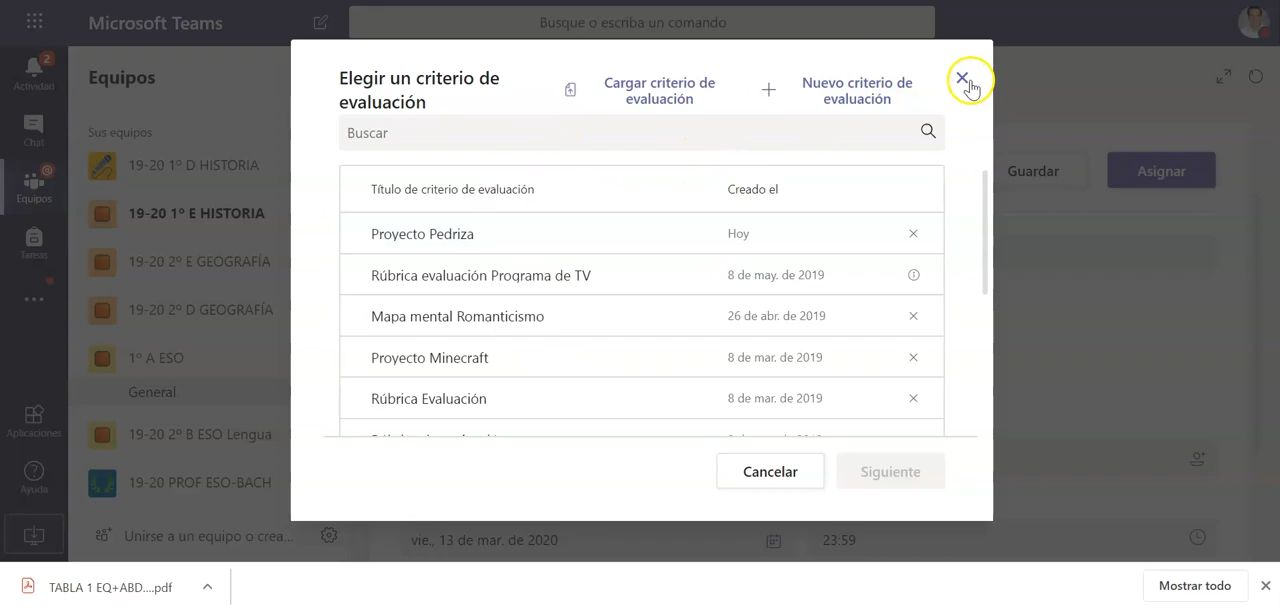 Microsoft Teams
Busque o escriba un comando
2
Actividad
Chat
Equipos
Tareas
Aplicaciones
Ayuda
Equipos
Sus equipos
19-20 1º D HISTORIA
19-20 1º E HISTORIA
19-20 2º E GEOGRAFÍA
19-20 2º D GEOGRAFÍA
1º A ESO
General
19-20 2º B ESO Lengua
19-20 PROF ESO-BACH
Unirse a un equipo o crea...
Elegir un criterio de
evaluación
Cargar criterio de
evaluación
Nuevo criterio de
evaluación
Buscar
Título de criterio de evaluación Creado el
Proyecto Pedriza Hoy
Rúbrica evaluación Programa de TV 8 de may. de 2019
Mapa mental Romanticismo 26 de abr. de 2019
Proyecto Minecraft 8 de mar. de 2019
Rúbrica Evaluación 8 de mar. de 2019
Cancelar
Siguiente
Guardar
Asignar
vie., 13 de mar. de 2020
23:59
TABLA 1 EQ+ABD....pdf
Mostrar todo